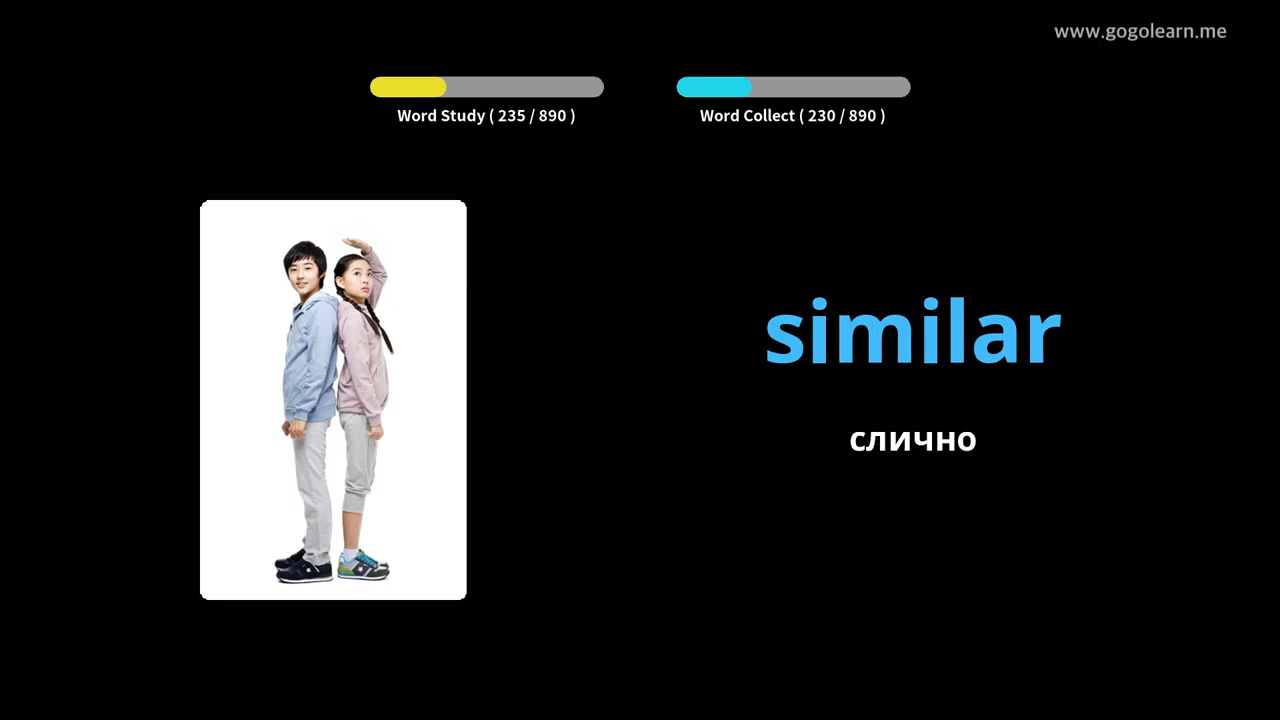 www.gogolearn.me
Word Study ( 235 / 890 )
Word Collect ( 230 / 890 )
similar
слично